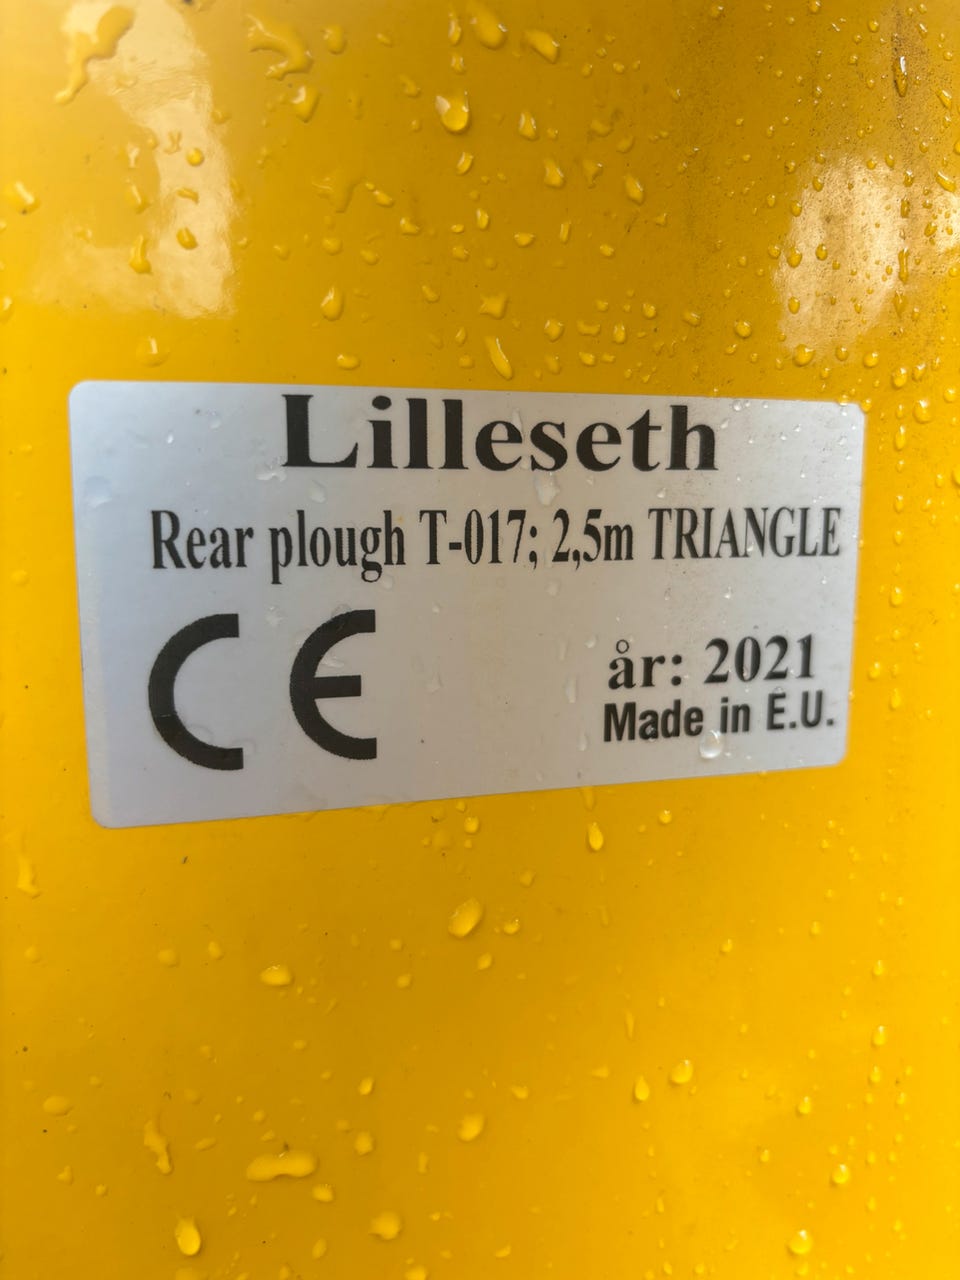 Lilleseth
Rear plough T-017; 2,5m TRIANGLE
CE
år: 2021
Made in E.U.